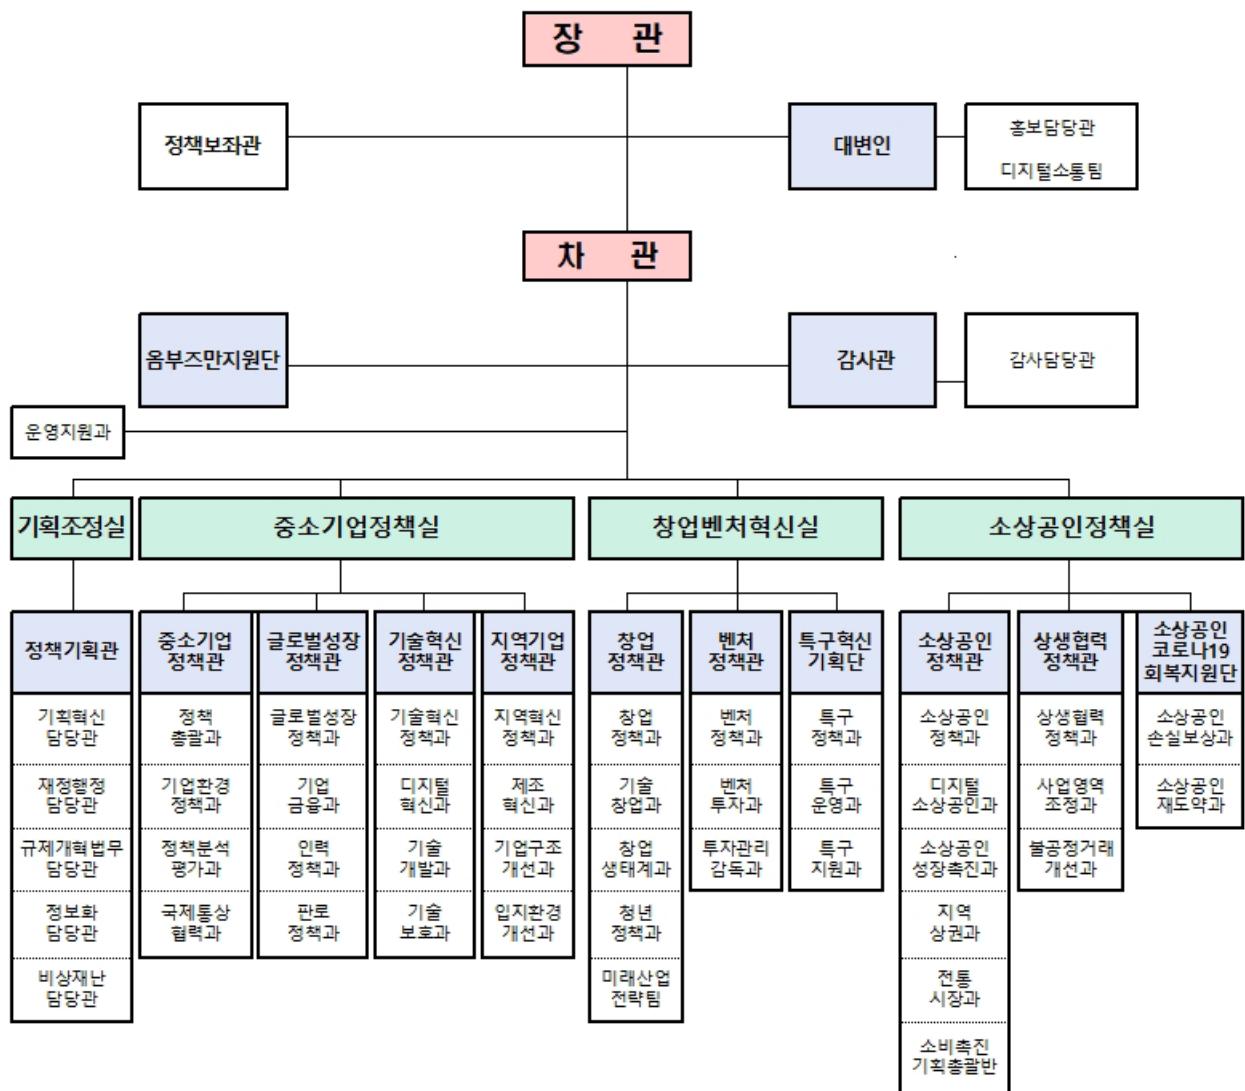 장 관
정책보좌관
대변인
홍보담당관
디지털소통팀
차 관
옴부즈만지원단
감사관
감사담당관
운영지원과
기획조정실
중소기업정책실
창업벤처혁신실
소상공인정책실
정책기획관
기획혁신
담당관
재정행정
담당관
규제개혁법무
담당관
정보화
담당관
비상재난
담당관
중소기업
정책관
정책
총괄과
기업환경
정책과
정책분석
평가과
국제통상
협력과
글로벌성장
정책관
글로벌성장
정책과
기업
금융과
인력
정책과
판로
정책과
기술혁신
정책관
기술혁신
정책과
디지털
혁신과
기술
개발과
기술
보호과
지역기업
정책관
지역혁신
정책과
제조
혁신과
기업구조
개선과
입지환경
개선과
창업
정책관
창업
정책과
기술
창업과
창업
생태계과
청년
정책과
미래산업
전략팀
벤처
정책관
벤처
정책과
벤처
투자과
투자관리
감독과
특구혁신
기획단
특구
정책과
특구
운영과
특구
지원과
소상공인
정책관
소상공인
정책과
디지털
소상공인과
소상공인
성장촉진과
지역
상권과
전통
시장과
소비촉진
기획총괄반
상생협력
정책관
상생협력
정책과
사업영역
조정과
불공정거래
개선과
소상공인
코로나19
회복지원단
소상공인
손실보상과
소상공인
재도약과